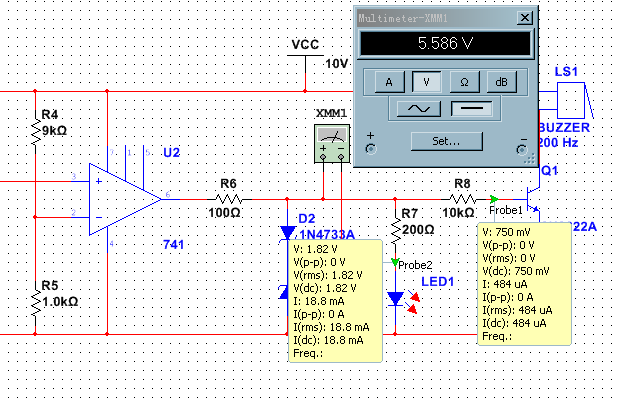 Multimeter-XMM1
5.586 V
A
V
Ω
dB
+
Set...
-
VCC
10V
XMM1
+ -
LS1
BUZZER
200 Hz
Q1
R4
9kΩ
7
1
5
U2
3
+
6
2
-
4
741
R6
100Ω
D2
1N4733A
R7
200Ω
R8
10kΩ
Probe1
22A
Probe2
LED1
R5
1.0kΩ
V: 1.82 V
V(p-p): 0 V
V(rms): 1.82 V
V(dc): 1.82 V
I: 18.8 mA
I(p-p): 0 A
I(rms): 18.8 mA
I(dc): 18.8 mA
Freq.:
V: 750 mV
V(p-p): 0 V
V(rms): 0 V
V(dc): 750 mV
I: 484 uA
I(p-p): 0 A
I(rms): 484 uA
I(dc): 484 uA
Freq.: